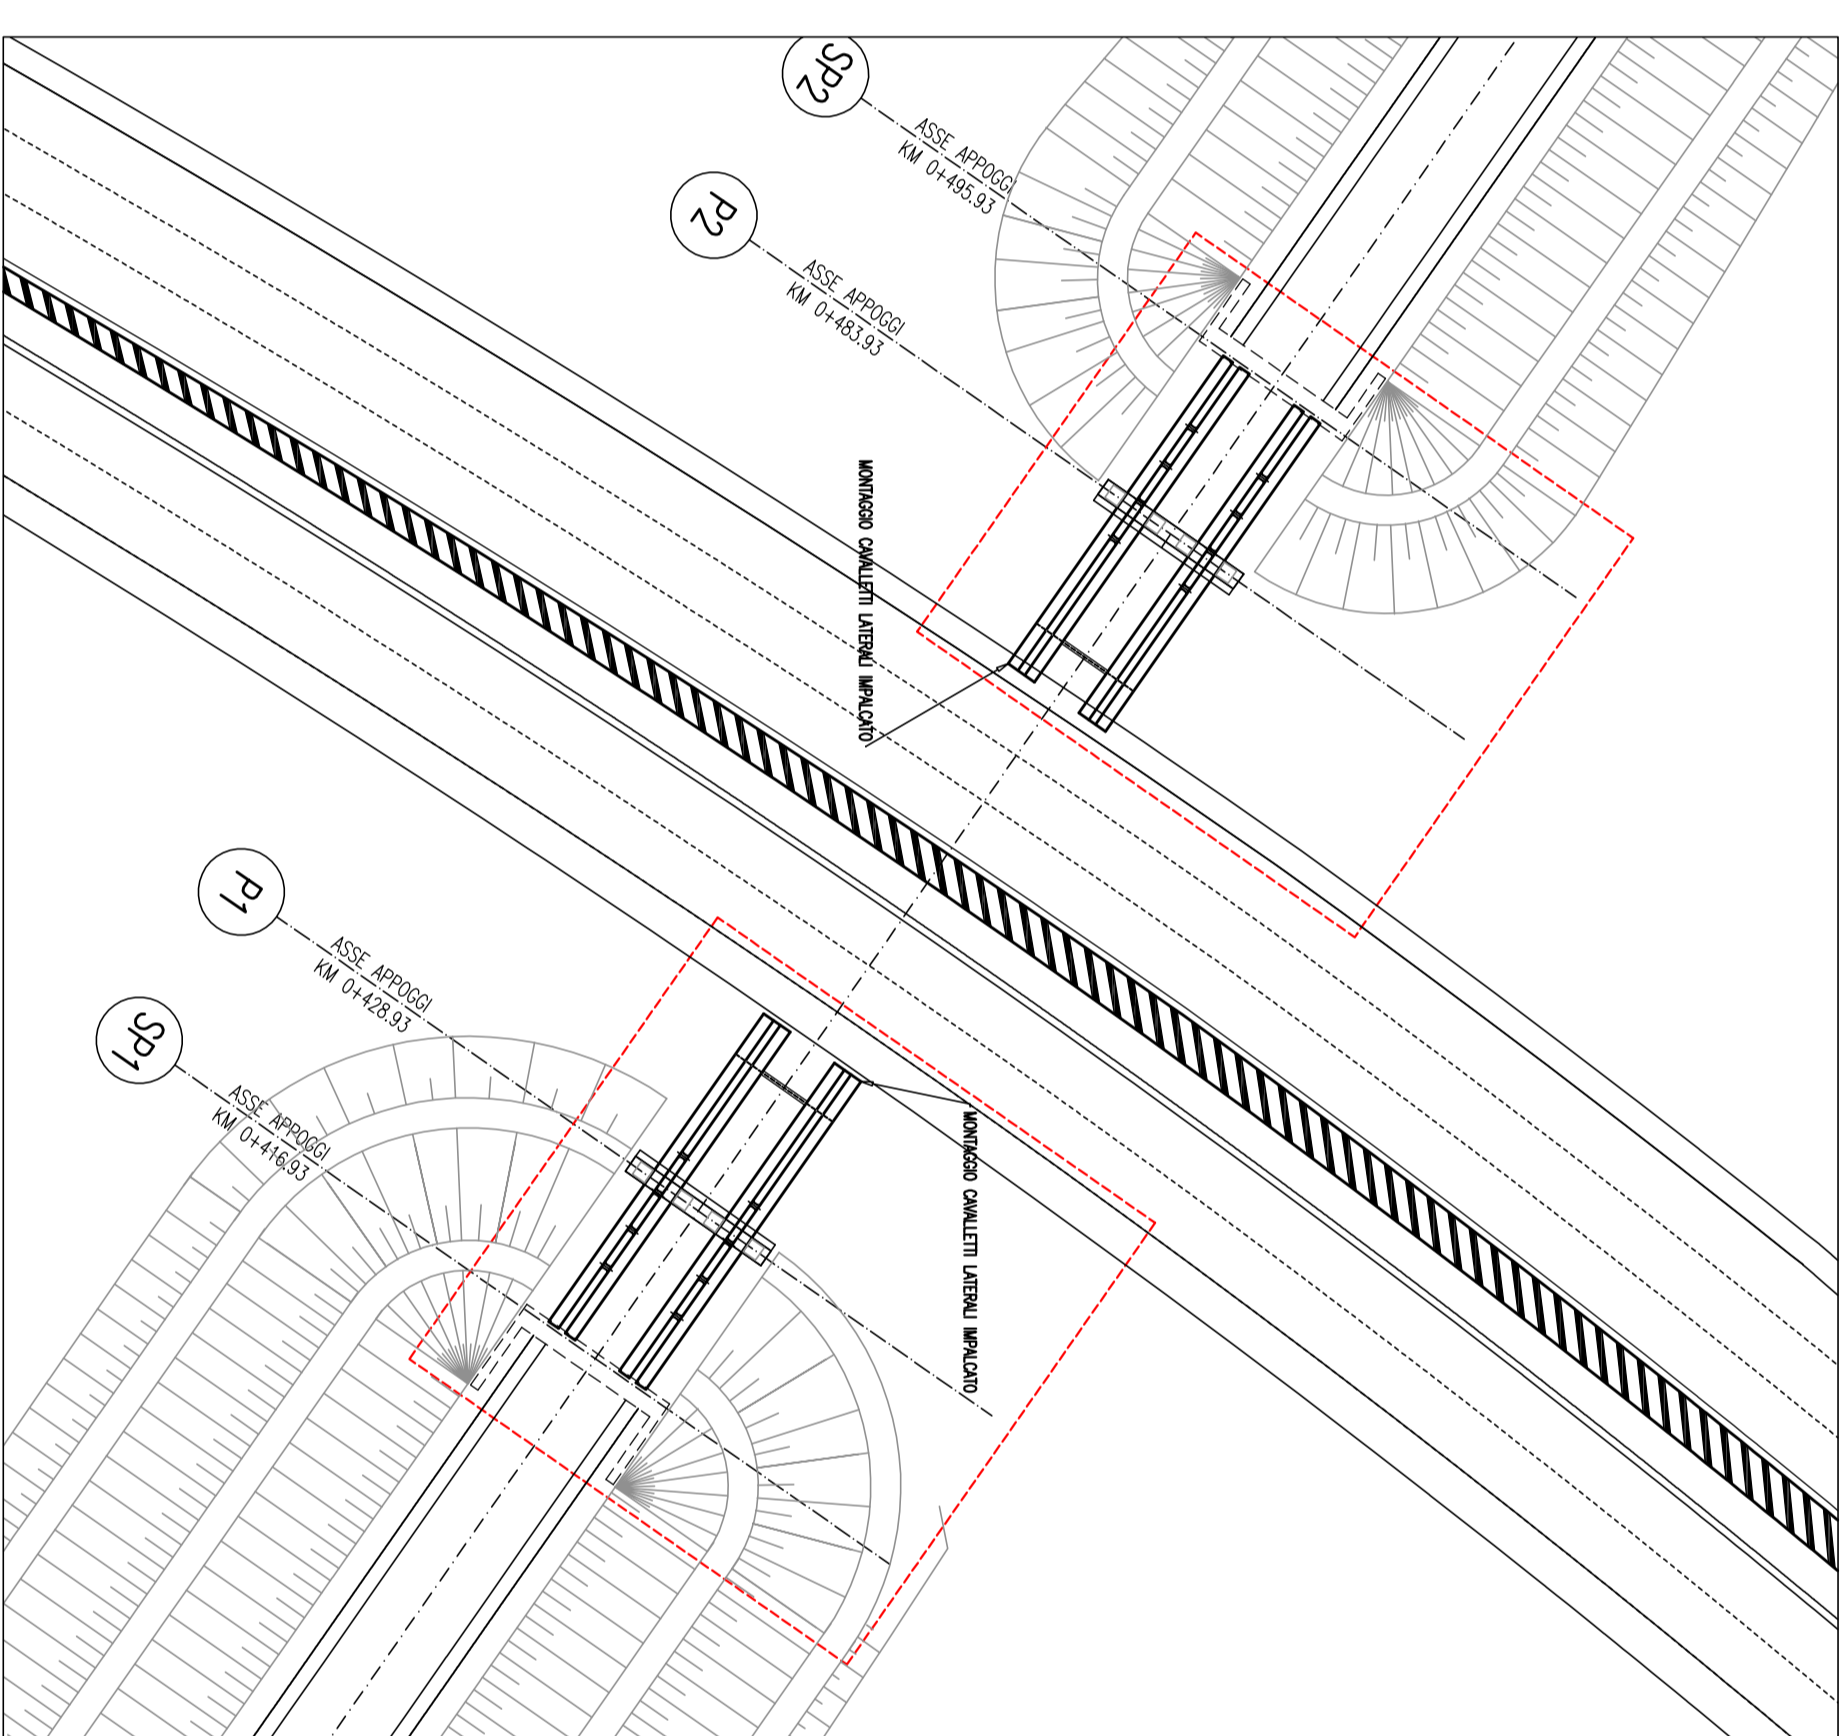 SP2
ASSE APPOGGI
KM 0+495.93
P2
ASSE APPOGGI
KM 0+483.93
MONTAGGIO CAVALLETTI LATERALI IMPALCATO
P1
ASSE APPOGGI
KM 0+428.93
SP1
ASSE APPOGGI
KM 0+416.93
MONTAGGIO CAVALLETTI LATERALI IMPALCATO